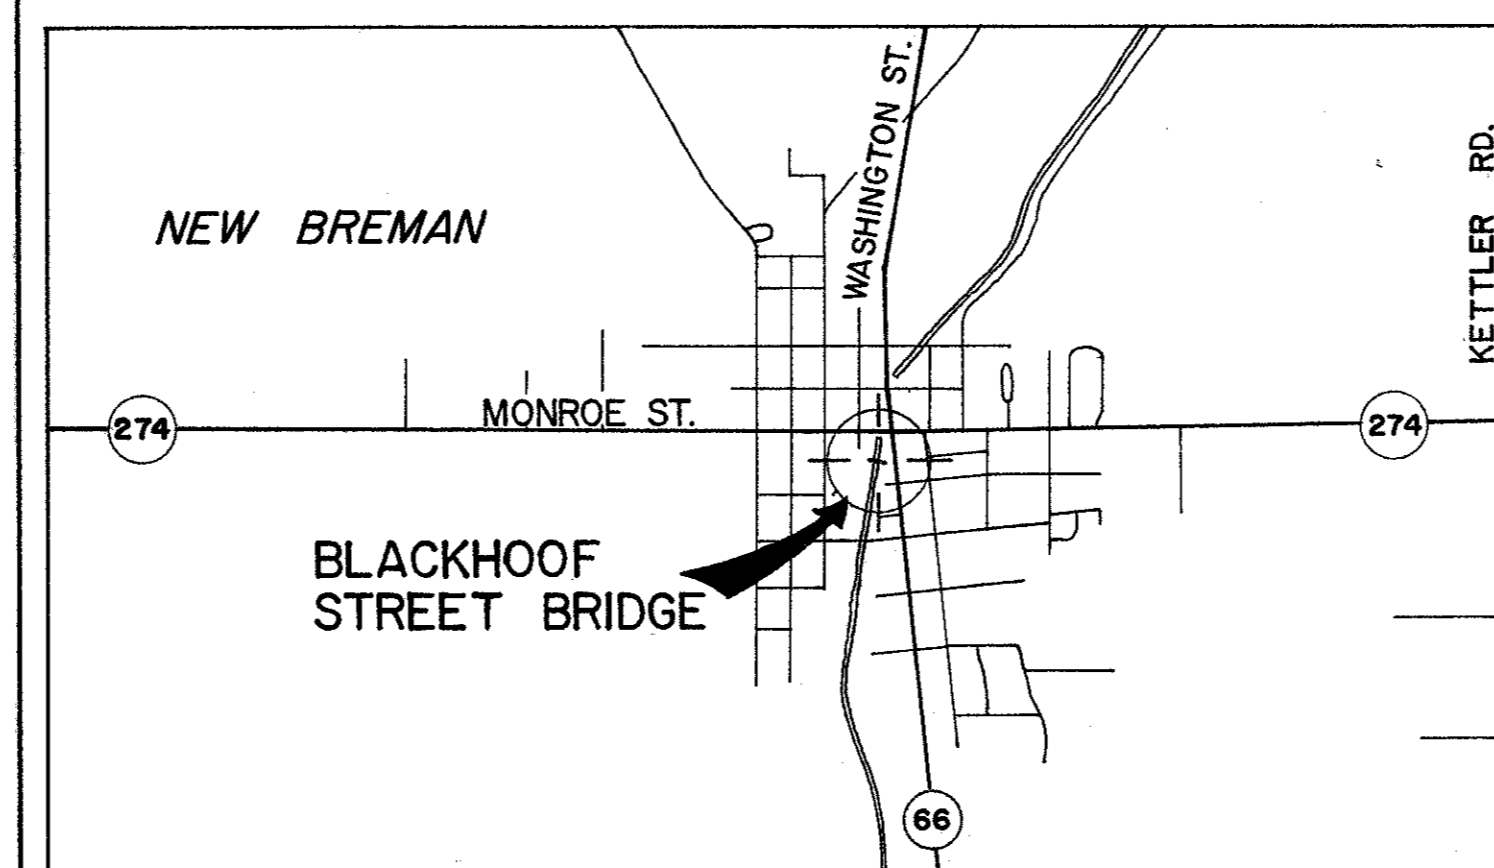 WASHINGTON ST.
KETTLER RD.
NEW BREMAN
MONROE ST.
274
274
BLACKHOOF
STREET BRIDGE
66